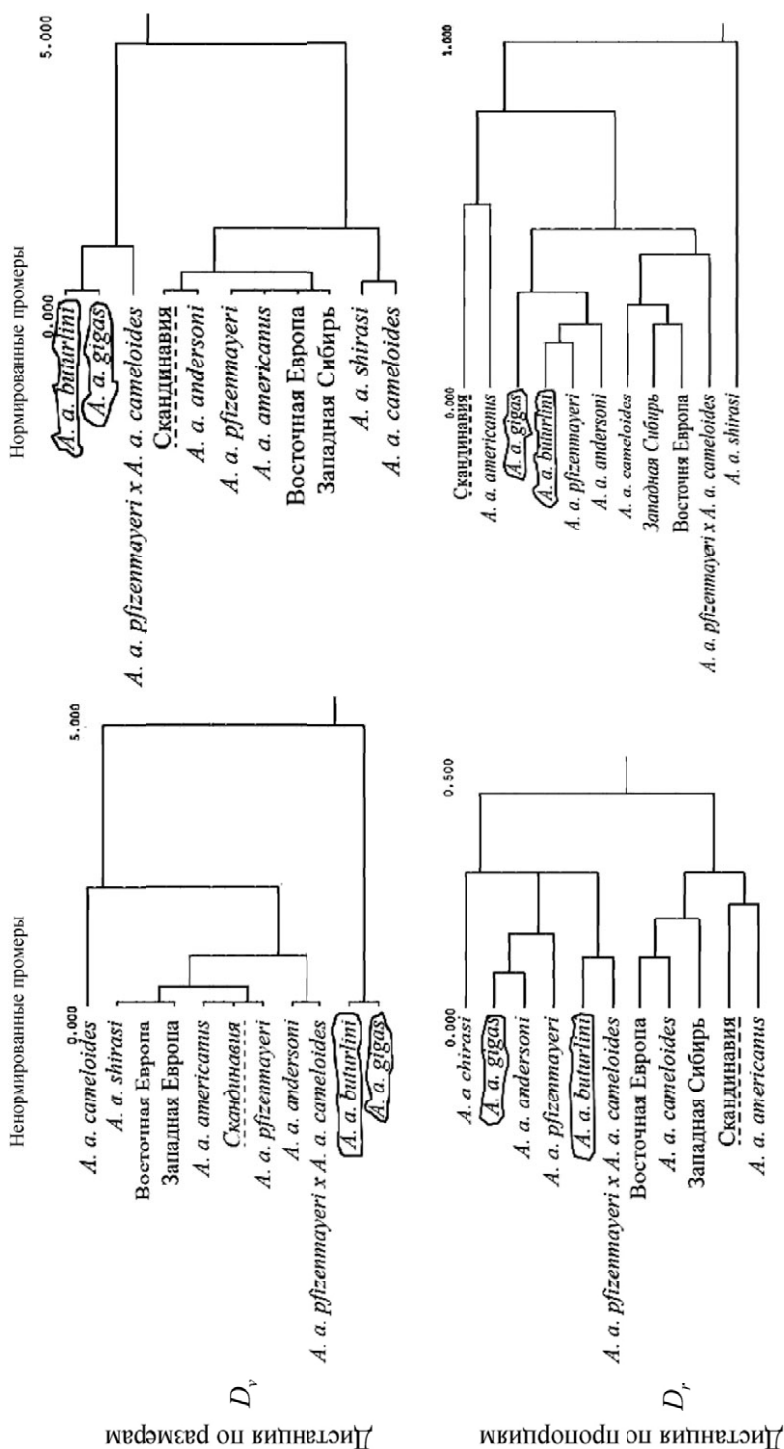 Ненормированные промеры
Нормированные промеры
Дистанция по размерам
D_v
0.000
5.000
A. a. cameloides
A. a. shirasi
Восточная Европа
Западная Европа
A. a. americanus
Скандинавия
A. a. pfizenmayeri
A. a. andersoni
A. a. pfizenmayeri x A. a. cameloides
A. a. buturlini
A. a. gigas
0.000
5.000
A. a. buturlini
A. a. gigas
A. a. pfizenmayeri x A. a. cameloides
Скандинавия
A. a. andersoni
A. a. pfizenmayeri
A. a. americanus
Восточная Европа
Западная Сибирь
A. a. shirasi
A. a. cameloides
Дистанция по пропорциям
D_r
0.000
0.500
A. a chirasi
A. a. gigas
A. a. andersoni
A. a. pfizenmayeri
A. a. buturlini
A. a. pfizenmayeri x A. a. cameloides
Восточная Европа
A. a. cameloides
Западная Сибирь
Скандинавия
A. a. americanus
0.000
1.000
Скандинавия
A. a. americanus
A. a. gigas
A. a. buturlini
A. a. pfizenmayeri
A. a. andersoni
A. a. cameloides
Западная Сибирь
Восточня Европа
A. a. pfizenmayeri x A. a. cameloides
A. a. shirasi